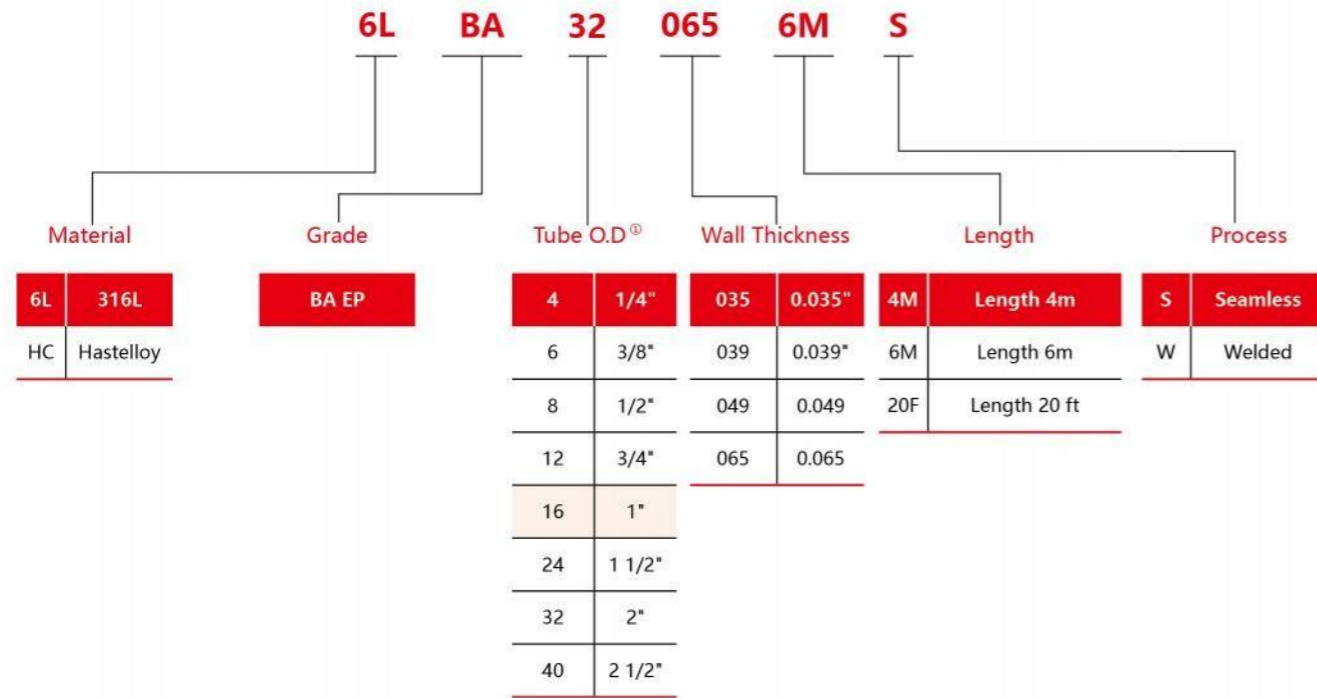 6L BA 32 065 6M S
Material Grade Tube O.D ① Wall Thickness Length Process
6L 316L BA EP 4 1/4" 035 0.035" 4M Length 4m S Seamless
HC Hastelloy 6 3/8" 039 0.039" 6M Length 6m W Welded
8 1/2" 049 0.049 20F Length 20 ft
12 3/4" 065 0.065
16 1"
24 1 1/2"
32 2"
40 2 1/2"